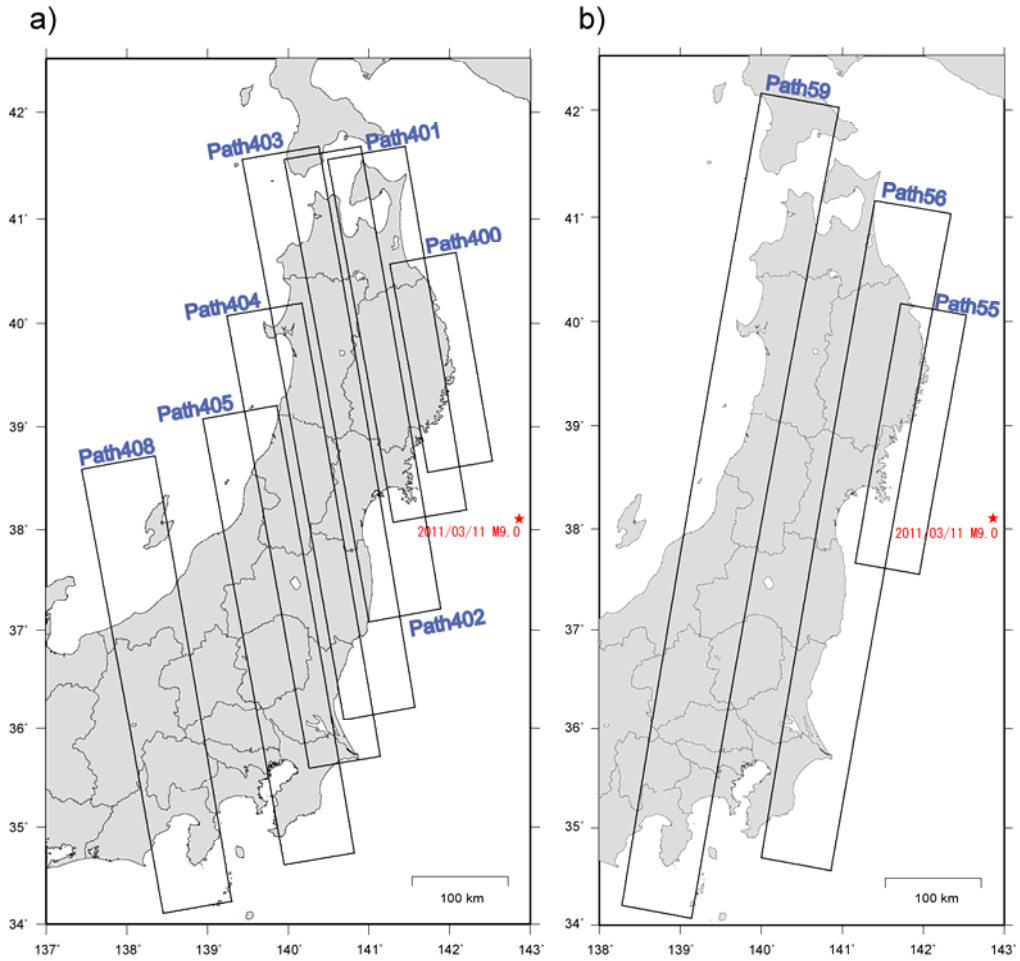 a)
b)
Path403
Path401
Path400
Path404
Path405
Path408
Path402
2011/03/11 M9.0
100 km
42˚
41˚
40˚
39˚
38˚
37˚
36˚
35˚
34˚
137˚
138˚
139˚
140˚
141˚
142˚
143˚
Path59
Path56
Path55
2011/03/11 M9.0
100 km
42˚
41˚
40˚
39˚
38˚
37˚
36˚
35˚
34˚
138˚
139˚
140˚
141˚
142˚
143˚